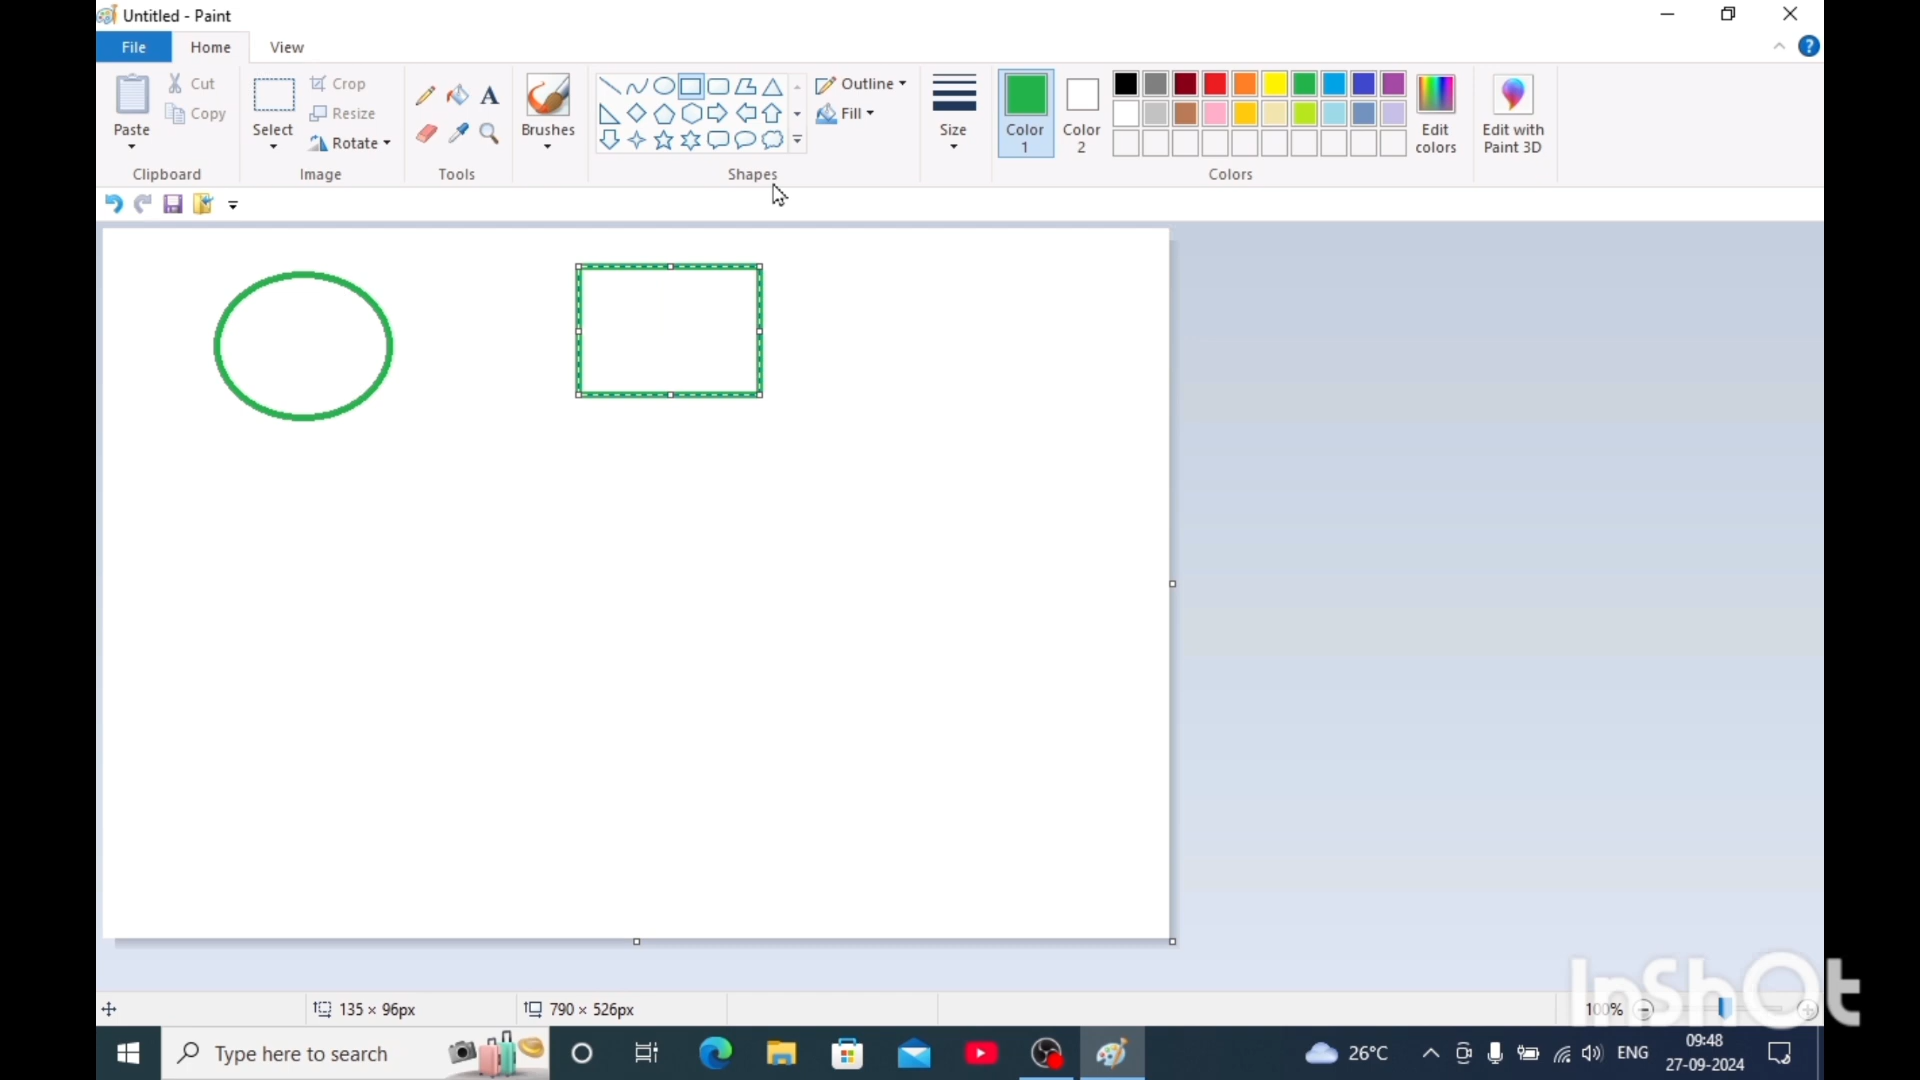 Untitled - Paint
File Home View
Paste Cut Copy Select Crop Resize Rotate A Brushes Outline Fill Size Color 1 Color 2 Edit colors Edit with Paint 3D
Clipboard Image Tools Shapes Colors
135 × 96px 790 × 526px 100%
InShOt
Type here to search 26°C ENG 09:48
27-09-2024